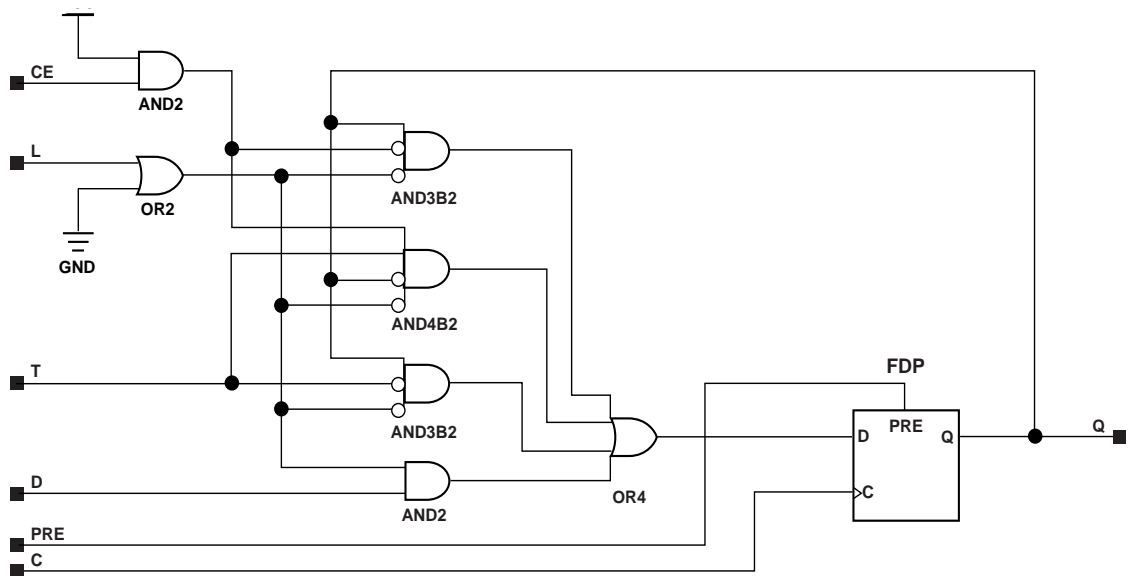 CE
AND2
L
OR2
GND
AND3B2
AND4B2
T
AND3B2
FDP
PRE
D
Q
C
Q
D
AND2
OR4
PRE
C